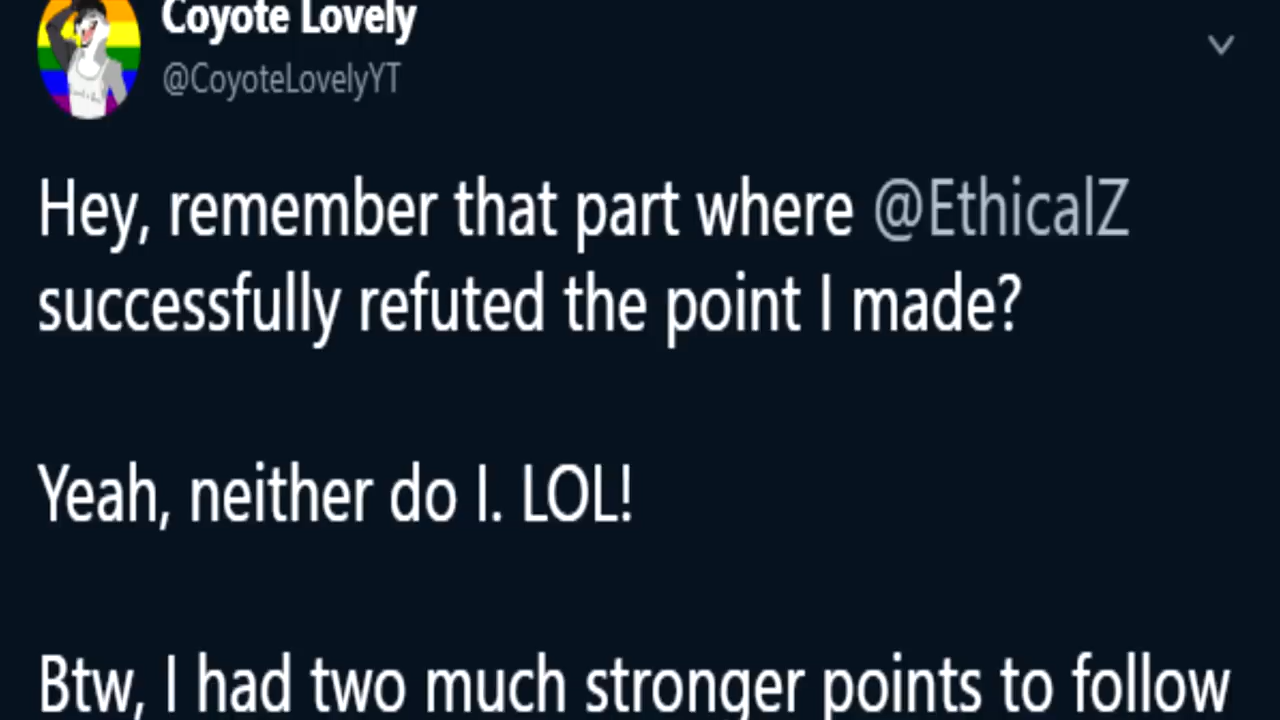 Coyote Lovely
@CoyoteLovelyYT
Hey, remember that part where @EthicalZ
successfully refuted the point I made?
Yeah, neither do I. LOL!
Btw, I had two much stronger points to follow